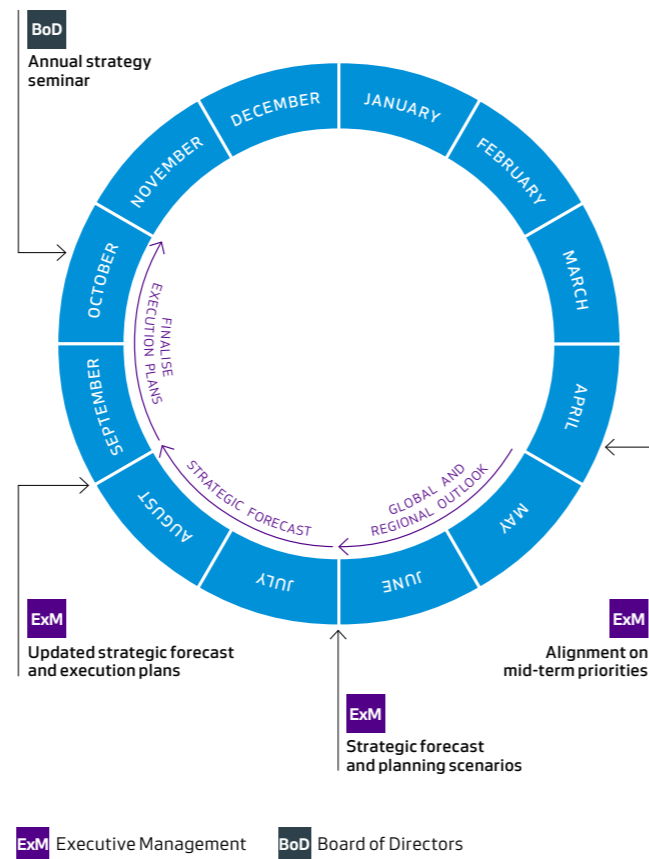 BoD
Annual strategy
seminar
JANUARY
FEBRUARY
MARCH
APRIL
MAY
JUNE
JULY
AUGUST
SEPTEMBER
OCTOBER
NOVEMBER
DECEMBER
GLOBAL AND
REGIONAL OUTLOOK
STRATEGIC FORECAST
FINALISE
EXECUTION PLANS
ExM
Updated strategic forecast
and execution plans
ExM
Alignment on
mid-term priorities
ExM
Strategic forecast
and planning scenarios
ExM Executive Management
BoD Board of Directors